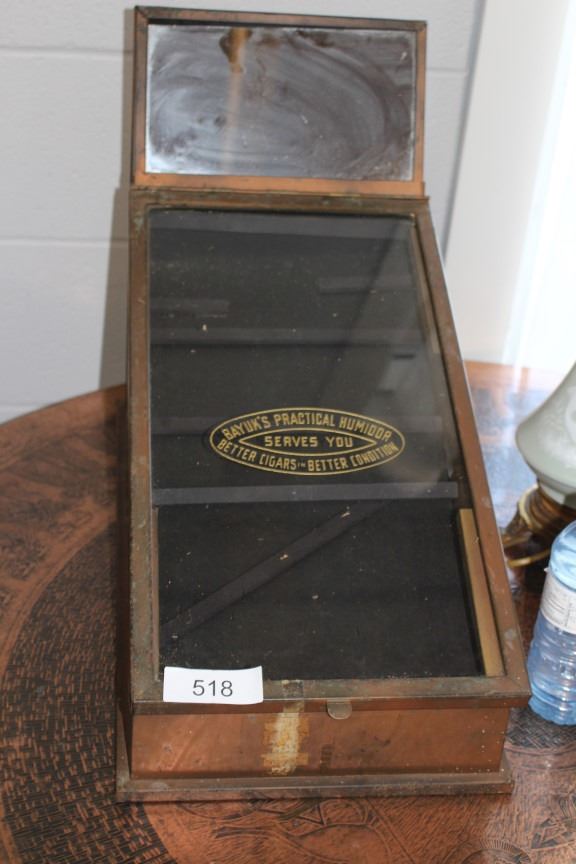 BAYUK'S PRACTICAL HUMIDOR
SERVES YOU
BETTER CIGARS IN BETTER CONDITION
518